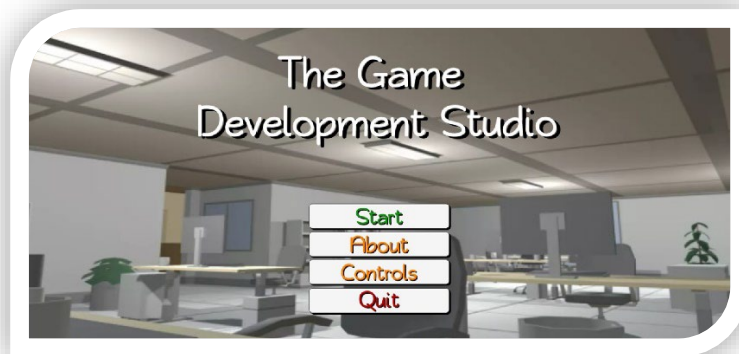 The Game
Development Studio
Start
About
Controls
Quit